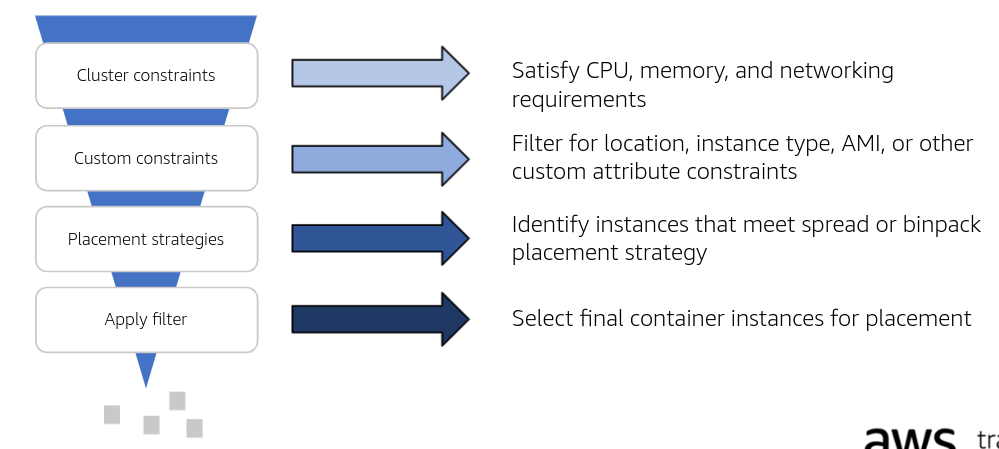 Cluster constraints
Satisfy CPU, memory, and networking
requirements
Custom constraints
Filter for location, instance type, AMI, or other
custom attribute constraints
Placement strategies
Identify instances that meet spread or binpack
placement strategy
Apply filter
Select final container instances for placement
aws